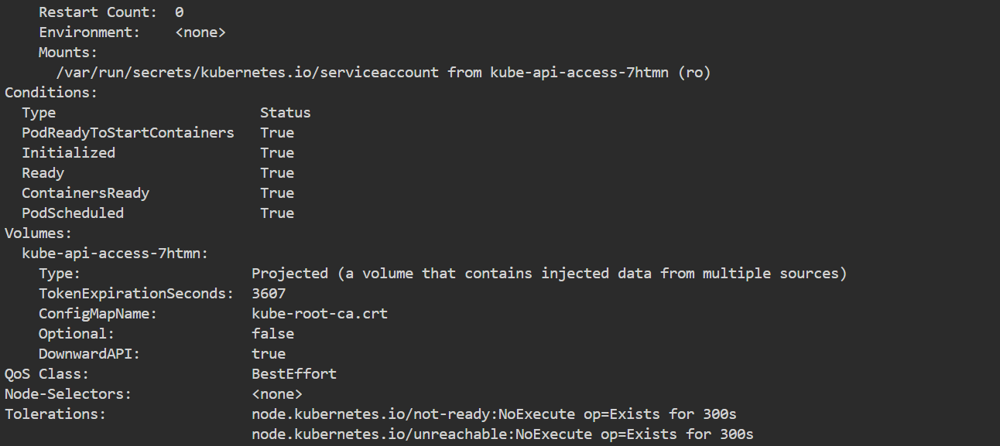 Restart Count:  0
Environment:    <none>
Mounts:
/var/run/secrets/kubernetes.io/serviceaccount from kube-api-access-7htmn (ro)
Conditions:
Type                        Status
PodReadyToStartContainers   True
Initialized                 True
Ready                       True
ContainersReady             True
PodScheduled                True
Volumes:
kube-api-access-7htmn:
Type:                    Projected (a volume that contains injected data from multiple sources)
TokenExpirationSeconds:  3607
ConfigMapName:           kube-root-ca.crt
Optional:                false
DownwardAPI:             true
QoS Class:                   BestEffort
Node-Selectors:              <none>
Tolerations:                 node.kubernetes.io/not-ready:NoExecute op=Exists for 300s
node.kubernetes.io/unreachable:NoExecute op=Exists for 300s